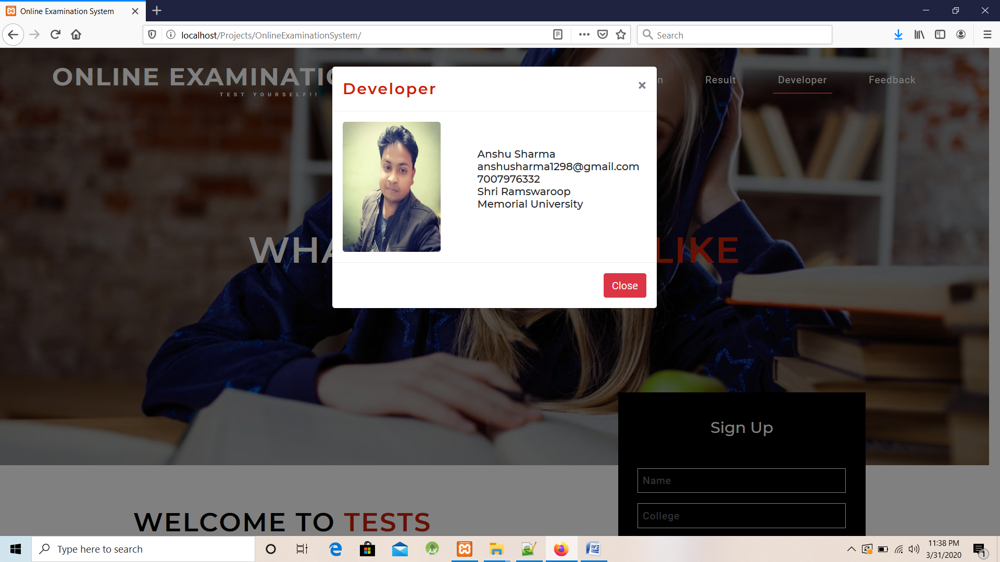 Online Examination System
localhost/Projects/OnlineExaminationSystem/
Search
ONLINE EXAMINATIO
TEST YOURSELF!!
n
Result
Developer
Feedback
Developer
×
Anshu Sharma
anshusharma1298@gmail.com
7007976332
Shri Ramswaroop
Memorial University
WHA
LIKE
Close
Sign Up
Name
College
WELCOME TO TESTS
Type here to search
11:38 PM
3/31/2020
1